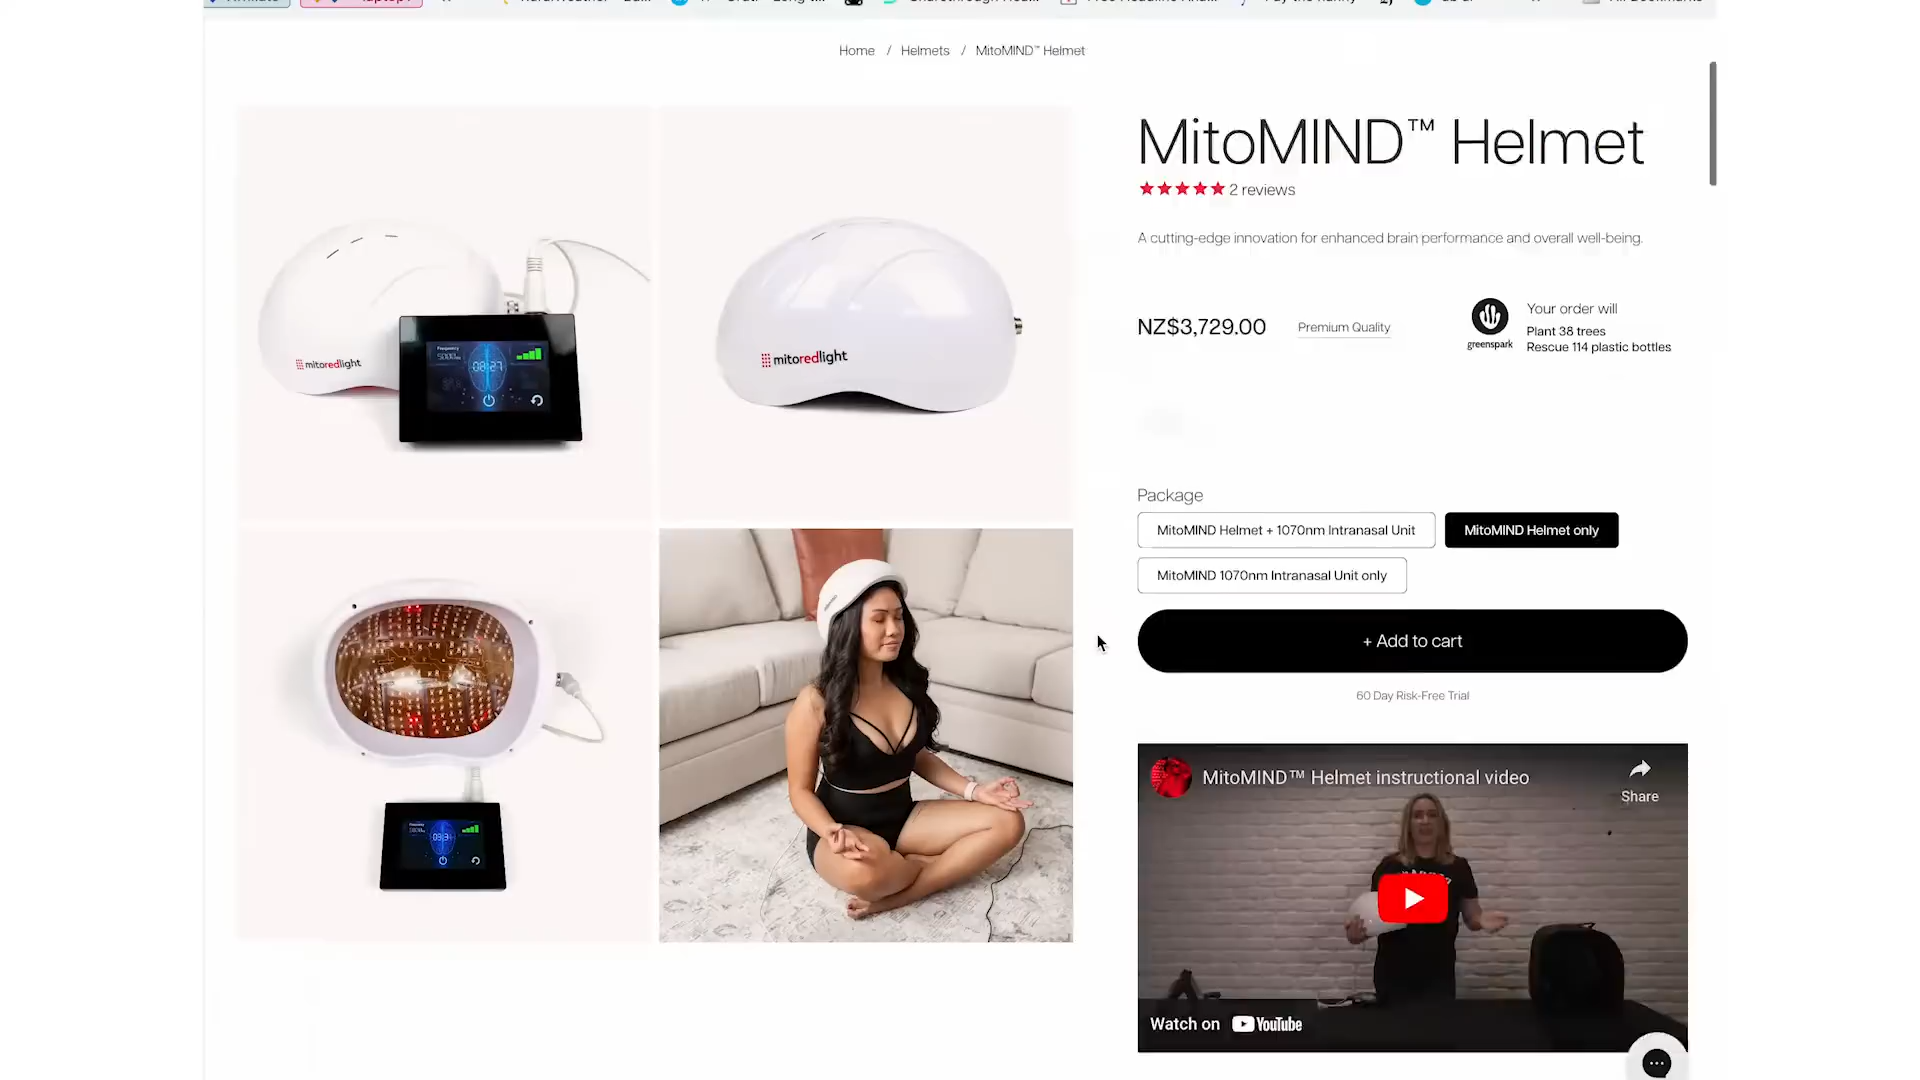 Home / Helmets / MitoMIND™ Helmet
MitoMIND™ Helmet
2 reviews
A cutting-edge innovation for enhanced brain performance and overall well-being.
NZ$3,729.00
Premium Quality
greenspark
Your order will
Plant 38 trees
Rescue 114 plastic bottles
Package
MitoMIND Helmet + 1070nm Intranasal Unit
MitoMIND Helmet only
MitoMIND 1070nm Intranasal Unit only
+ Add to cart
60 Day Risk-Free Trial
MitoMIND™ Helmet instructional video
Share
Watch on YouTube
mitoredlight
Frequency
08:27
mitoredlight